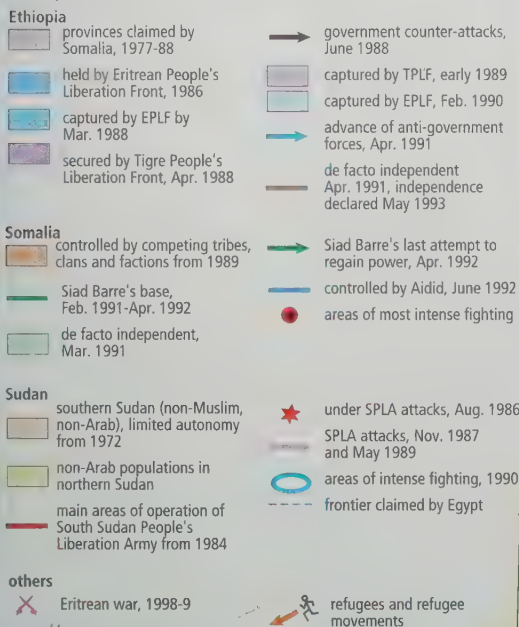 Ethiopia
provinces claimed by
Somalia, 1977-88
held by Eritrean People's
Liberation Front, 1986
captured by EPLF by
Mar. 1988
secured by Tigre People's
Liberation Front, Apr. 1988
government counter-attacks,
June 1988
captured by TPLF, early 1989
captured by EPLF, Feb. 1990
advance of anti-government
forces, Apr. 1991
de facto independent
Apr. 1991, independence
declared May 1993
Somalia
controlled by competing tribes,
clans and factions from 1989
Siad Barre's base,
Feb. 1991-Apr. 1992
de facto independent,
Mar. 1991
Siad Barre's last attempt to
regain power, Apr. 1992
controlled by Aidid, June 1992
areas of most intense fighting
Sudan
southern Sudan (non-Muslim,
non-Arab), limited autonomy
from 1972
non-Arab populations in
northern Sudan
main areas of operation of
South Sudan People's
Liberation Army from 1984
under SPLA attacks, Aug. 1986
SPLA attacks, Nov. 1987
and May 1989
areas of intense fighting, 1990
frontier claimed by Egypt
others
Eritrean war, 1998-9
refugees and refugee
movements